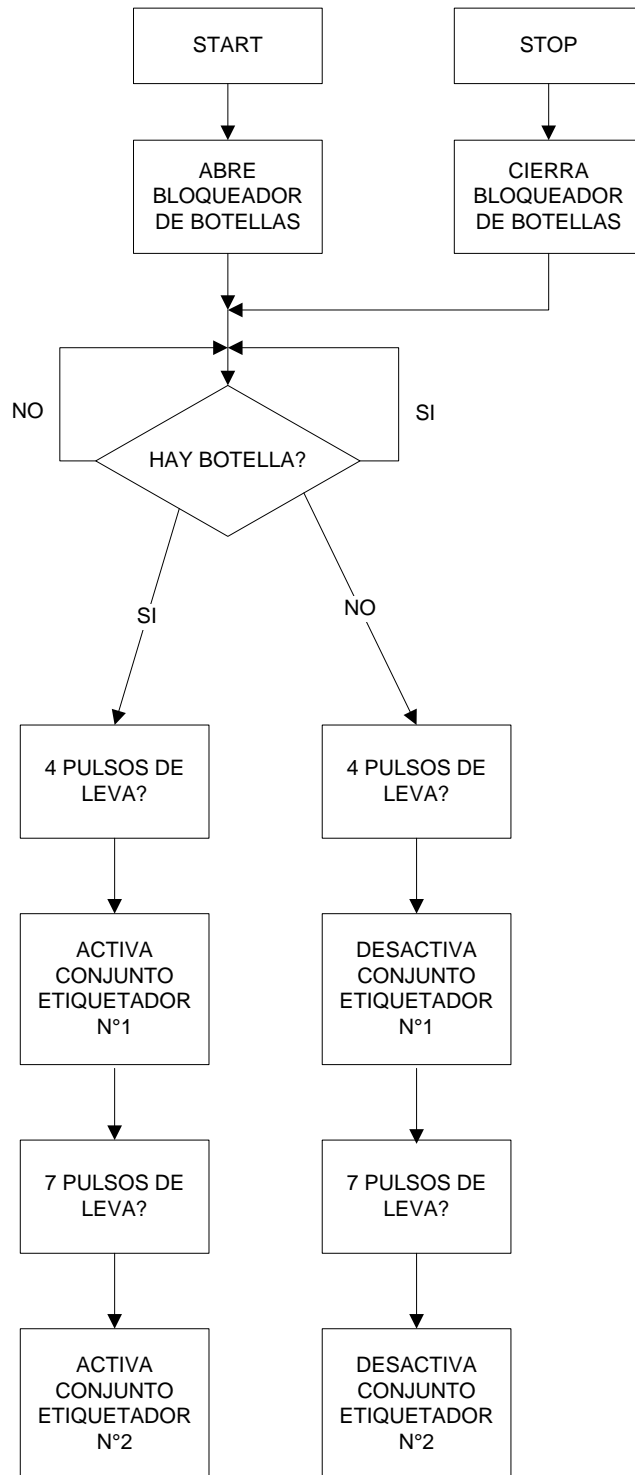 START
STOP
ABRE
BLOQUEADOR
DE BOTELLAS
CIERRA
BLOQUEADOR
DE BOTELLAS
NO
SI
HAY BOTELLA?
SI
NO
4 PULSOS DE
LEVA?
4 PULSOS DE
LEVA?
ACTIVA
CONJUNTO
ETIQUETADOR
N°1
DESACTIVA
CONJUNTO
ETIQUETADOR
N°1
7 PULSOS DE
LEVA?
7 PULSOS DE
LEVA?
ACTIVA
CONJUNTO
ETIQUETADOR
N°2
DESACTIVA
CONJUNTO
ETIQUETADOR
N°2